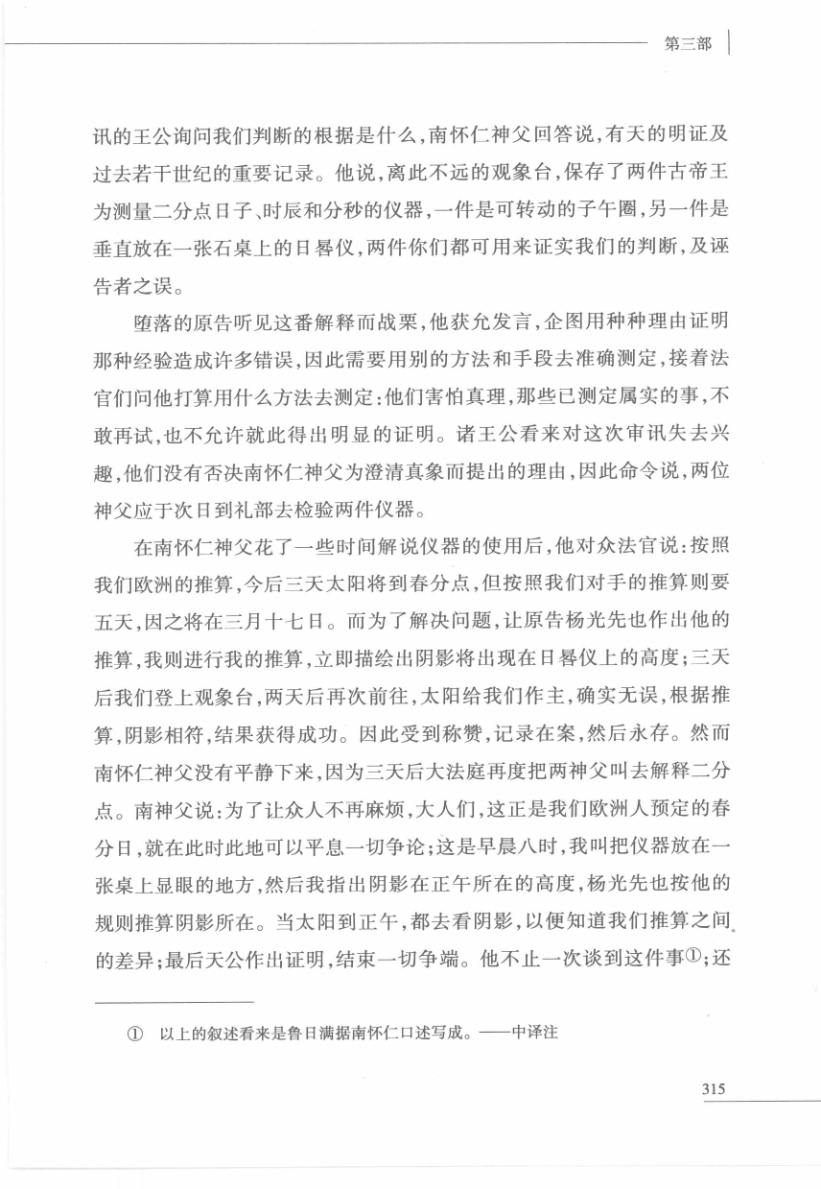 第三部
讯的王公询问我们判断的根据是什么,南怀仁神父回答说,有天的明证及
过去若干世纪的重要记录。他说,离此不远的观象台,保存了两件古帝王
为测量二分点日子、时辰和分秒的仪器,一件是可转动的子午圈,另一件是
垂直放在一张石桌上的日晷仪,两件你们都可用来证实我们的判断,及诬
告者之误。
堕落的原告听见这番解释而战栗,他获允发言,企图用种种理由证明
那种经验造成许多错误,因此需要用别的方法和手段去准确测定,接着法
官们问他打算用什么方法去测定:他们害怕真理,那些已测定属实的事,不
敢再试,也不允许就此得出明显的证明。诸王公看来对这次审讯失去兴
趣,他们没有否决南怀仁神父为澄清真象而提出的理由,因此命令说,两位
神父应于次日到礼部去检验两件仪器。
在南怀仁神父花了一些时间解说仪器的使用后,他对众法官说:按照
我们欧洲的推算,今后三天太阳将到春分点,但按照我们对手的推算则要
五天,因之将在三月十七日。而为了解决问题,让原告杨光先也作出他的
推算,我则进行我的推算,立即描绘出阴影将出现在日晷仪上的高度;三天
后我们登上观象台,两天后再次前往,太阳给我们作主,确实无误,根据推
算,阴影相符,结果获得成功。因此受到称赞,记录在案,然后永存。然而
南怀仁神父没有平静下来,因为三天后大法庭再度把两神父叫去解释二分
点。南神父说:为了让众人不再麻烦,大人们,这正是我们欧洲人预定的春
分日,就在此时此地可以平息一切争论;这是早晨八时,我叫把仪器放在一
张桌上显眼的地方,然后我指出阴影在正午所在的高度,杨光先也按他的
规则推算阴影所在。当太阳到正午,都去看阴影,以便知道我们推算之间
的差异;最后天公作出证明,结束一切争端。他不止一次谈到这件事①;还
① 以上的叙述看来是鲁日满据南怀仁口述写成。——中译注
315